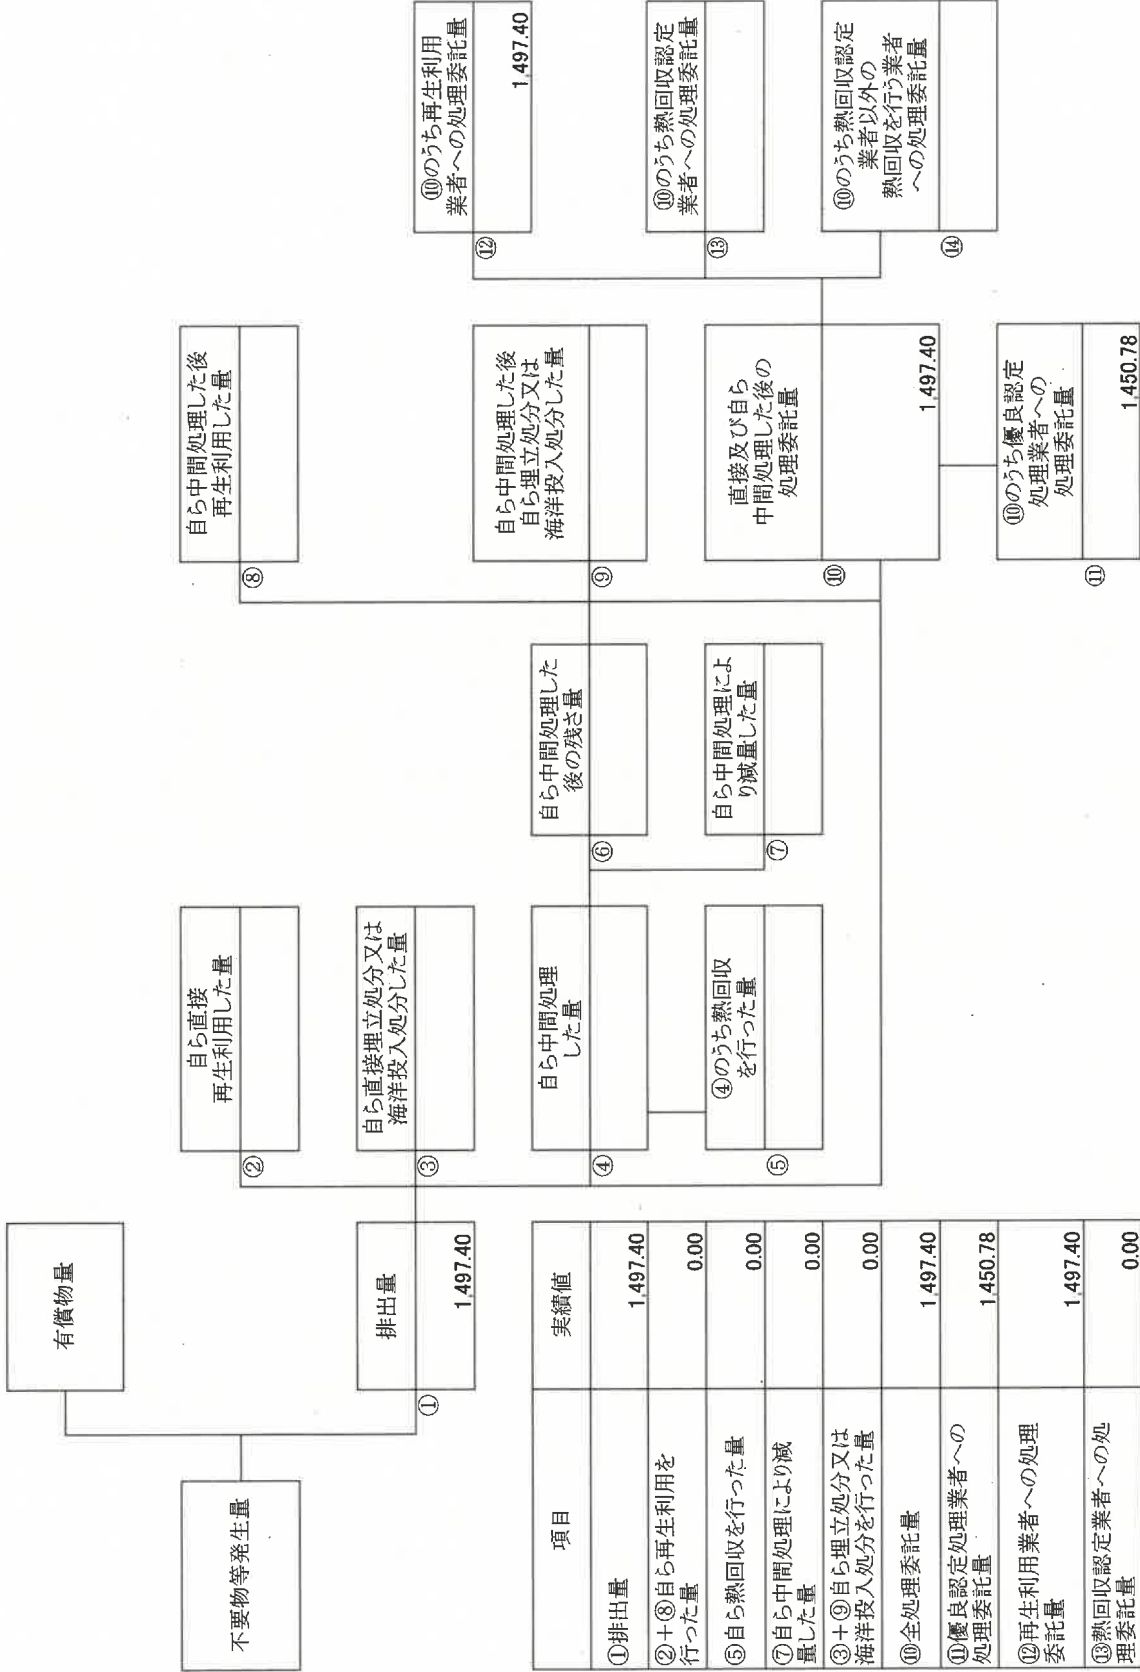 不要物等発生量
有償物量
①
排出量
1,497.40
②
自ら直接
再生利用した量
③
自ら直接埋立処分又は
海洋投入処分した量
④
自ら中間処理
した量
⑤
④のうち熱回収
を行った量
⑥
自ら中間処理した
後の残さ量
⑦
自ら中間処理によ
り減量した量
⑧
自ら中間処理した後
再生利用した量
⑨
自ら中間処理した後
自ら埋立処分又は
海洋投入処分した量
⑩
直接及び自ら
中間処理した後の
処理委託量
1,497.40
⑪
⑩のうち優良認定
処理業者への
処理委託量
1,450.78
⑫
⑩のうち再生利用
業者への処理委託量
1,497.40
⑬
⑩のうち熱回収認定
業者への処理委託量
⑭
⑩のうち熱回収認定
業者以外の
熱回収を行う業者
への処理委託量
項目
実績値
①排出量
1,497.40
②+⑧自ら再生利用を
行った量
0.00
⑤自ら熱回収を行った量
0.00
⑦自ら中間処理により減
量した量
0.00
③+⑨自ら埋立処分又は
海洋投入処分を行った量
0.00
⑩全処理委託量
1,497.40
⑪優良認定処理業者への
処理委託量
1,450.78
⑫再生利用業者への処理
委託量
1,497.40
⑬熱回収認定業者への処
理委託量
0.00